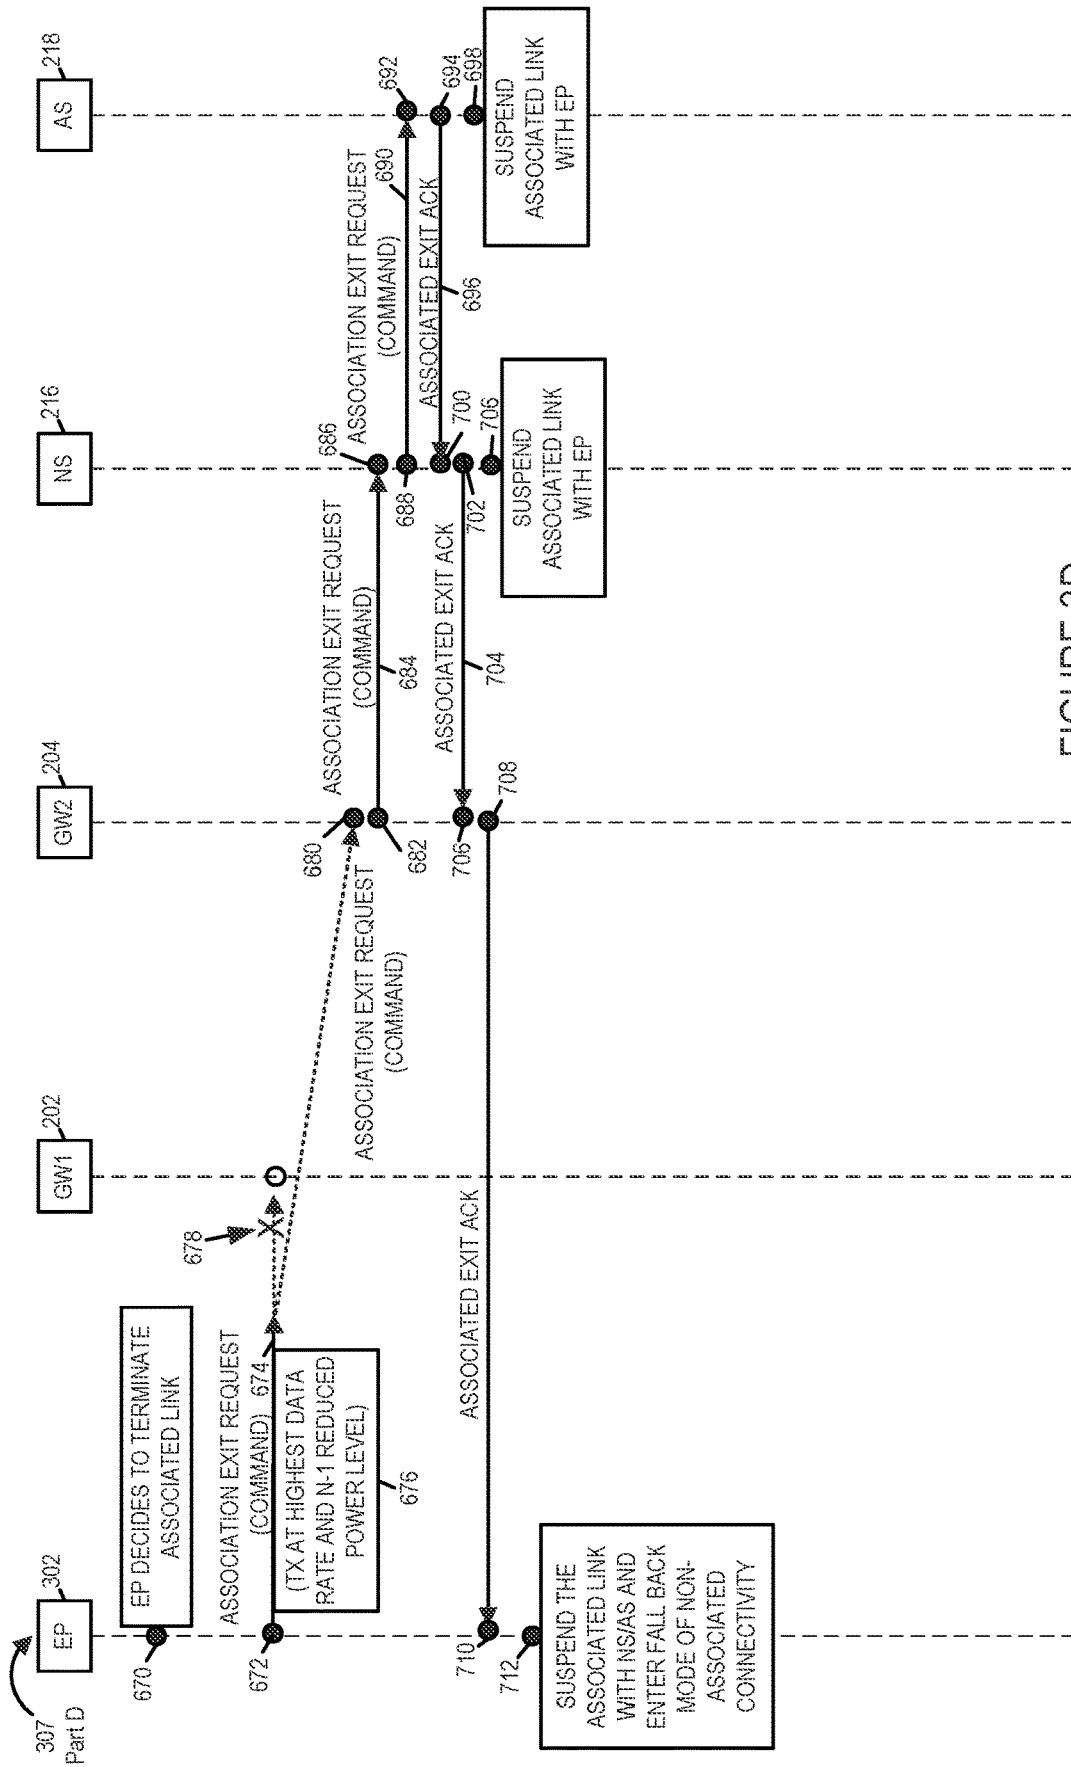 307
Part D
EP
302
GW1
202
GW2
204
NS
216
AS
218
EP DECIDES TO TERMINATE
ASSOCIATED LINK
670
672
ASSOCIATION EXIT REQUEST
(COMMAND)
674
(TX AT HIGHEST DATA
RATE AND N-1 REDUCED
POWER LEVEL)
676
678
X
ASSOCIATION EXIT REQUEST
(COMMAND)
680
682
ASSOCIATION EXIT REQUEST
(COMMAND)
684
686
688
ASSOCIATION EXIT REQUEST
(COMMAND)
690
692
694
ASSOCIATED EXIT ACK
696
698
SUSPEND
ASSOCIATED LINK
WITH EP
700
702
ASSOCIATED EXIT ACK
704
706
SUSPEND
ASSOCIATED LINK
WITH EP
706
708
ASSOCIATED EXIT ACK
710
712
SUSPEND THE
ASSOCIATED LINK
WITH NS/AS AND
ENTER FALL BACK
MODE OF NON-
ASSOCIATED
CONNECTIVITY